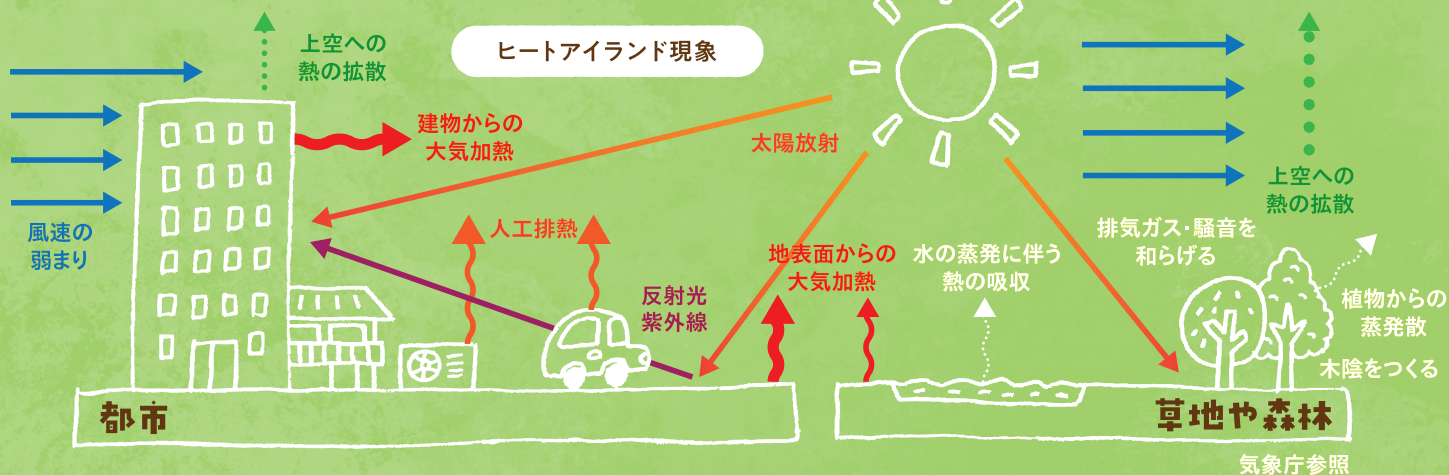 ヒートアイランド現象
上空への
熱の拡散
建物からの
大気加熱
太陽放射
風速の
弱まり
人工排熱
反射光
紫外線
地表面からの
大気加熱
水の蒸発に伴う
熱の吸収
排気ガス・騒音を
和らげる
上空への
熱の拡散
植物からの
蒸発散
木陰をつくる
都市
草地や森林
気象庁参照